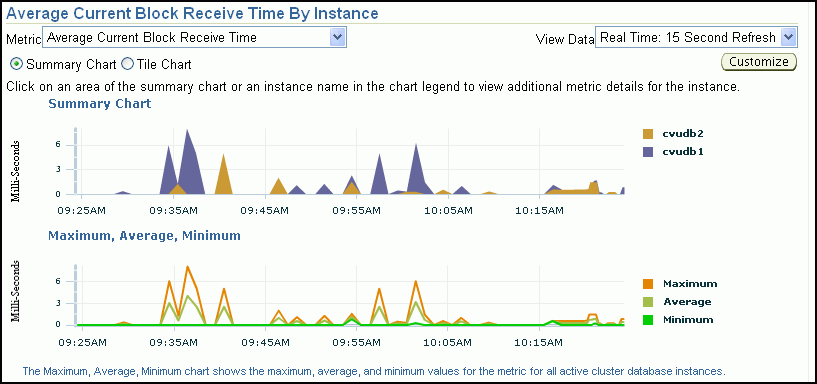 Average Current Block Receive Time By Instance
Metric Average Current Block Receive Time View Data Real Time: 15 Second Refresh
Summary Chart Tile Chart Customize
Click on an area of the summary chart or an instance name in the chart legend to view additional metric details for the instance.
Summary Chart
Milli-Seconds
6
3
0
09:25AM 09:35AM 09:45AM 09:55AM 10:05AM 10:15AM
cvudb2
cvudb1
Maximum, Average, Minimum
Milli-Seconds
6
3
0
09:25AM 09:35AM 09:45AM 09:55AM 10:05AM 10:15AM
Maximum
Average
Minimum
The Maximum, Average, Minimum chart shows the maximum, average, and minimum values for the metric for all active cluster database instances.